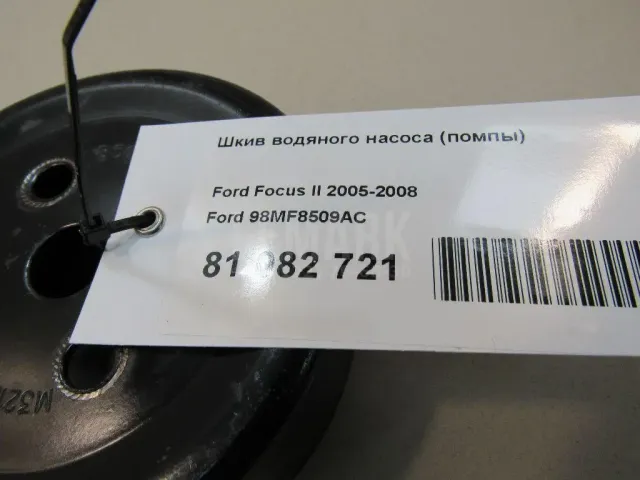 Шкив водяного насоса (помпы)
Ford Focus II 2005-2008
Ford 98MF8509AC
81 082 721